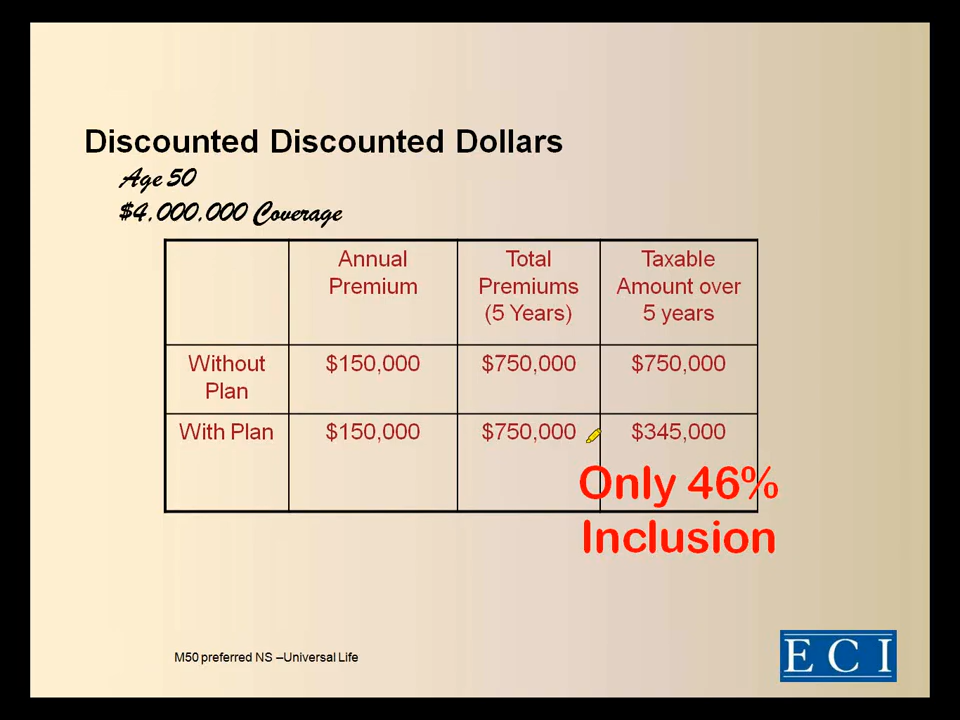 Discounted Discounted Dollars
Age 50
$4,000,000 Coverage
Annual Premium
Total Premiums (5 Years)
Taxable Amount over 5 years
Without Plan
$150,000
$750,000
$750,000
With Plan
$150,000
$750,000
$345,000
Only 46%
Inclusion
M50 preferred NS –Universal Life
ECI